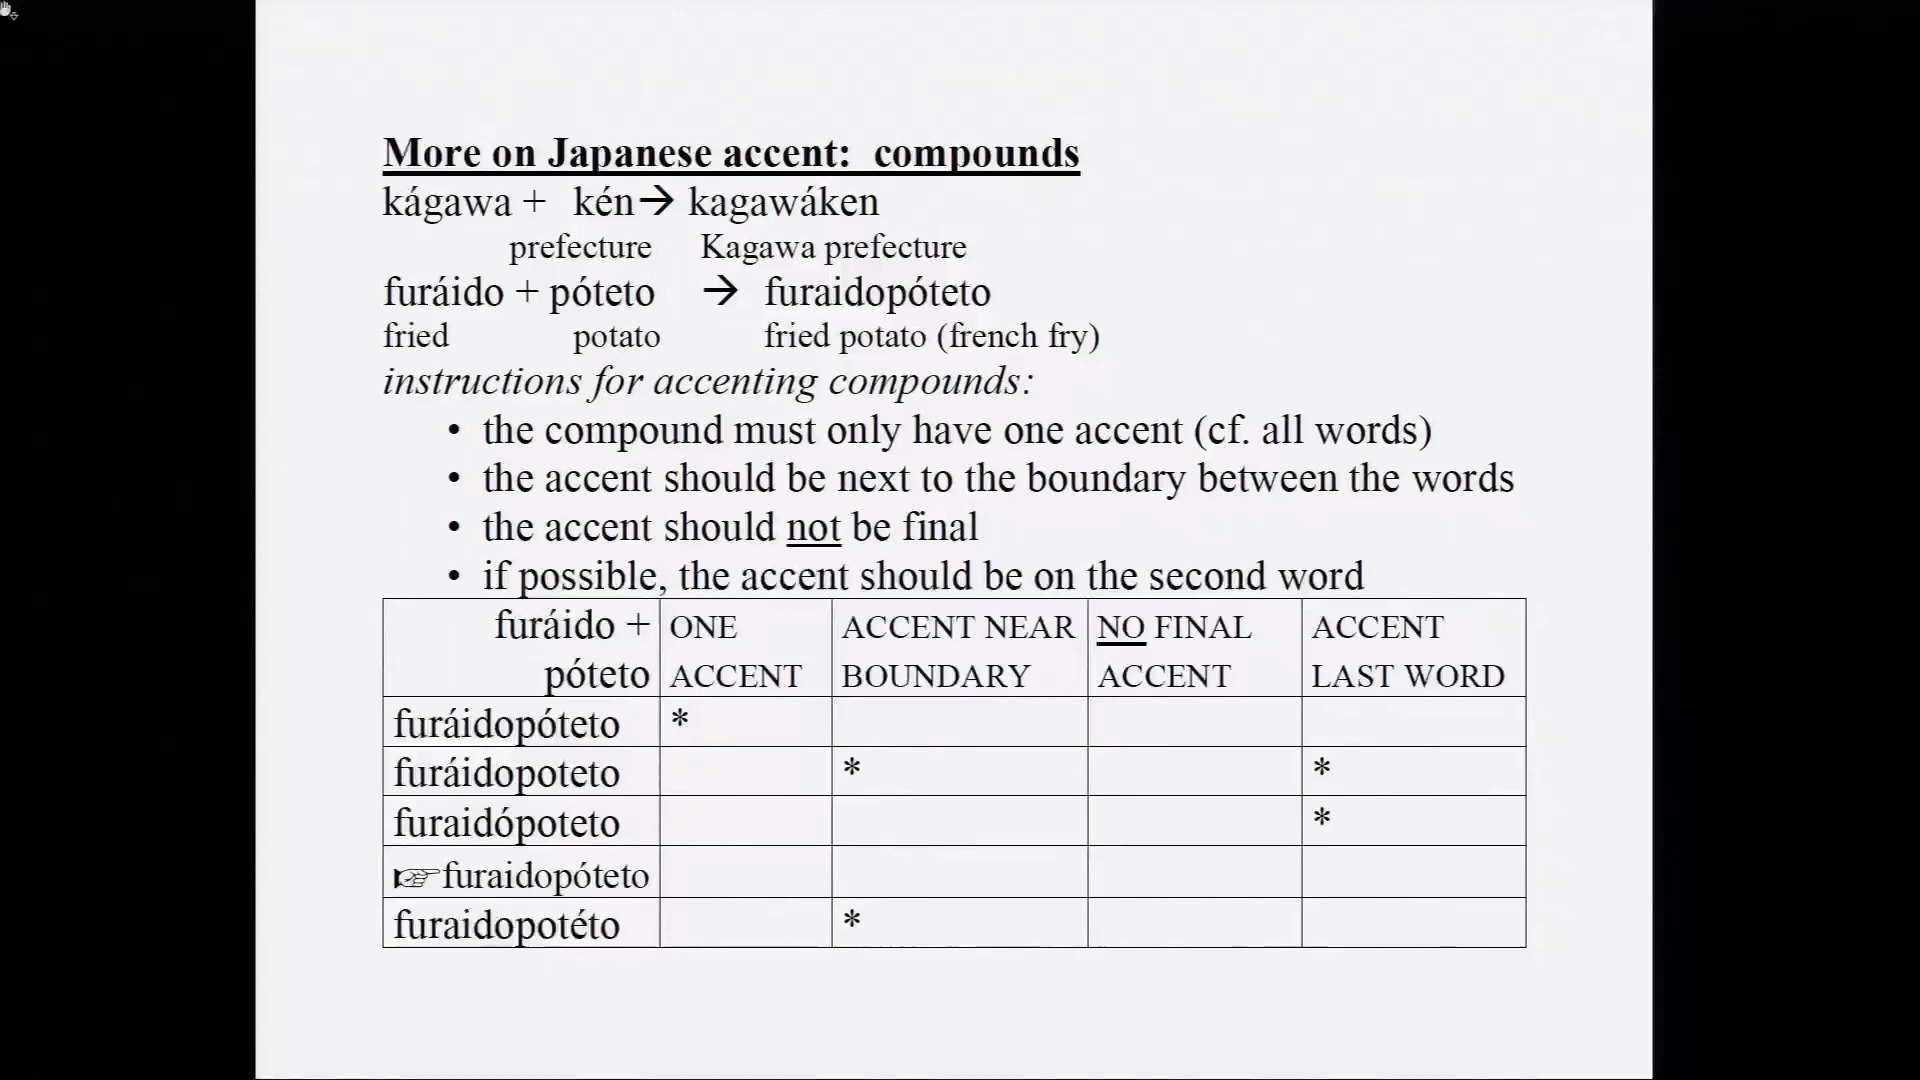 More on Japanese accent: compounds
kágawa + kén→ kagawáken
prefecture Kagawa prefecture
furáido + póteto → furaidopóteto
fried potato fried potato (french fry)
instructions for accenting compounds:
• the compound must only have one accent (cf. all words)
• the accent should be next to the boundary between the words
• the accent should not be final
• if possible, the accent should be on the second word
furáido + póteto ONE ACCENT ACCENT NEAR BOUNDARY NO FINAL ACCENT ACCENT LAST WORD
furáidopóteto *
furáidopoteto * *
furaidópoteto *
☞furaidopóteto
furaidopotéto *